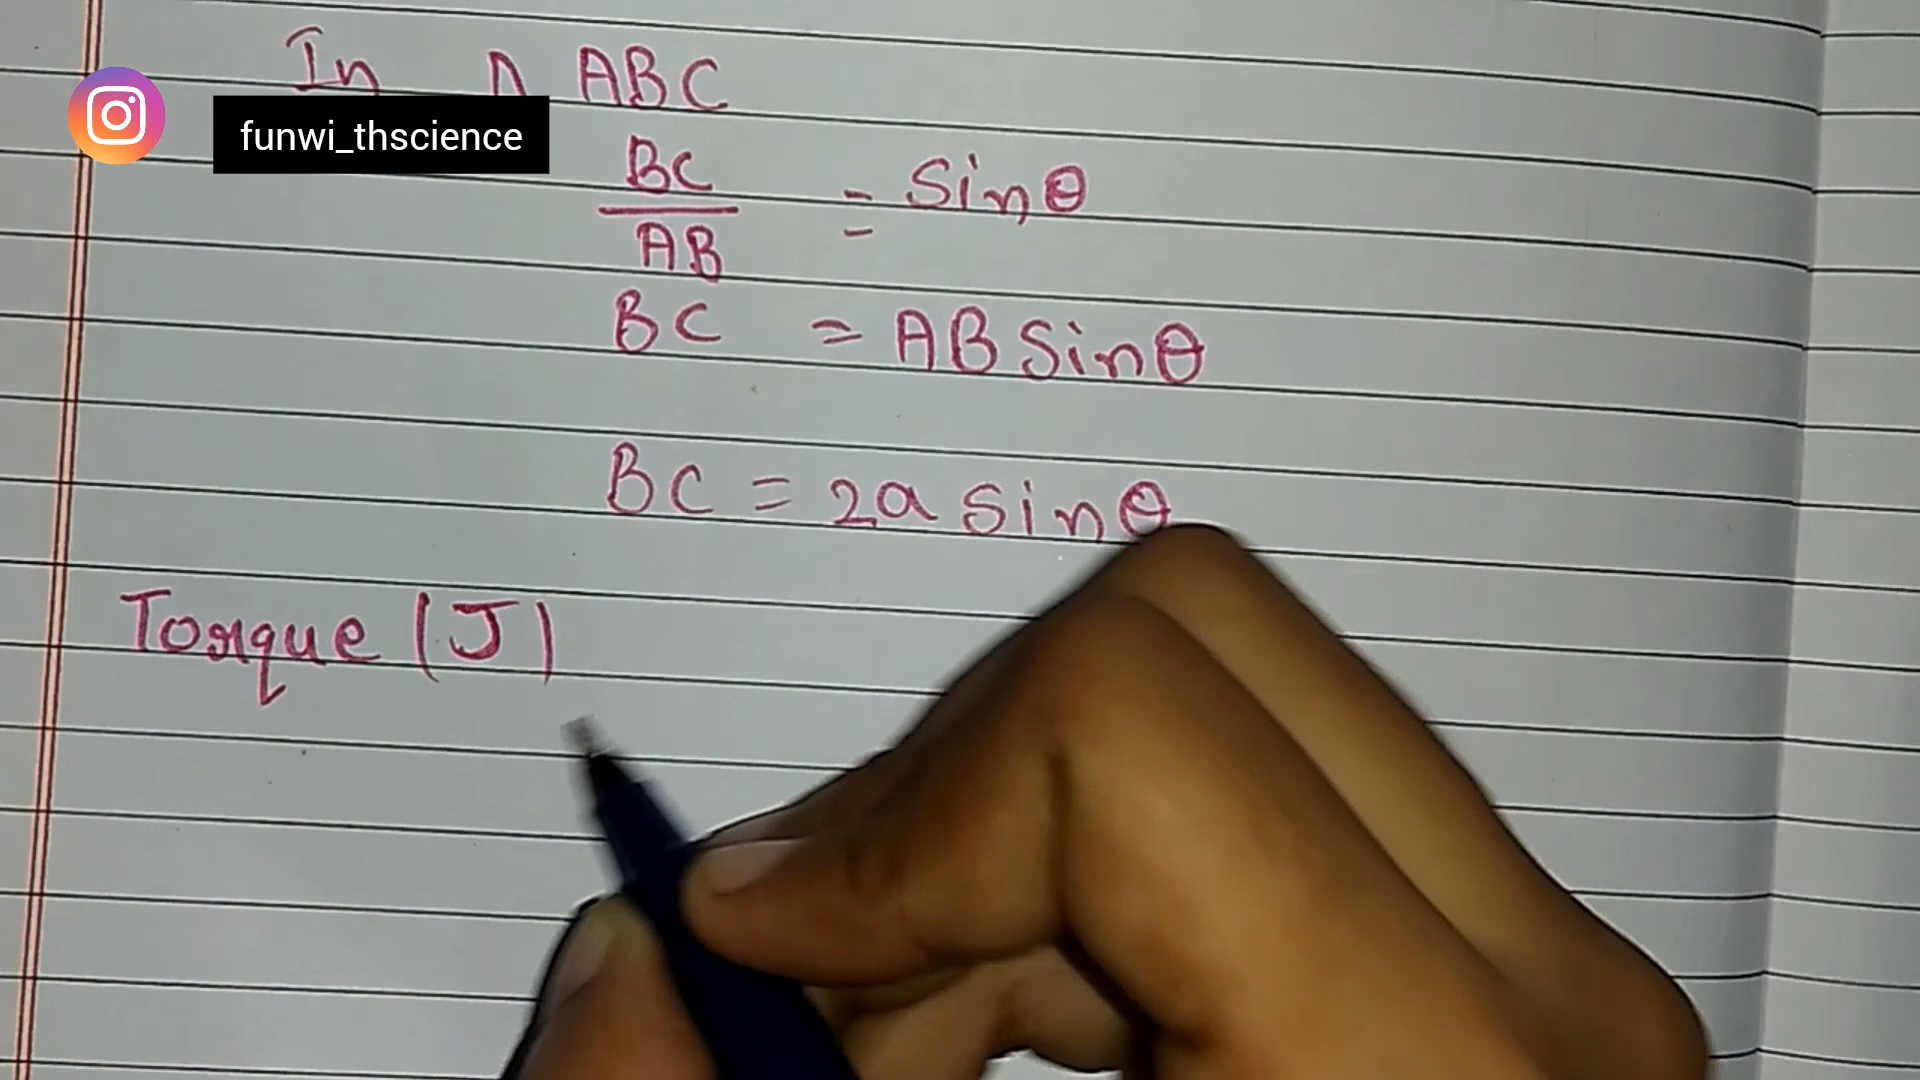 In Δ ABC
funwi_thscience
BC
AB
= Sinθ
BC = AB Sinθ
BC = 2a sinθ
Torque (J)